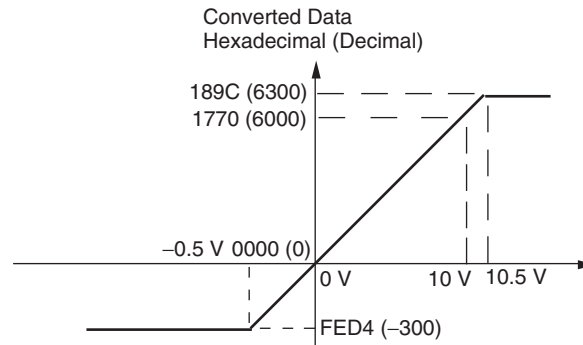 Converted Data
Hexadecimal (Decimal)
189C (6300)
1770 (6000)
−0.5 V 0000 (0)
0 V
10 V
10.5 V
FED4 (−300)